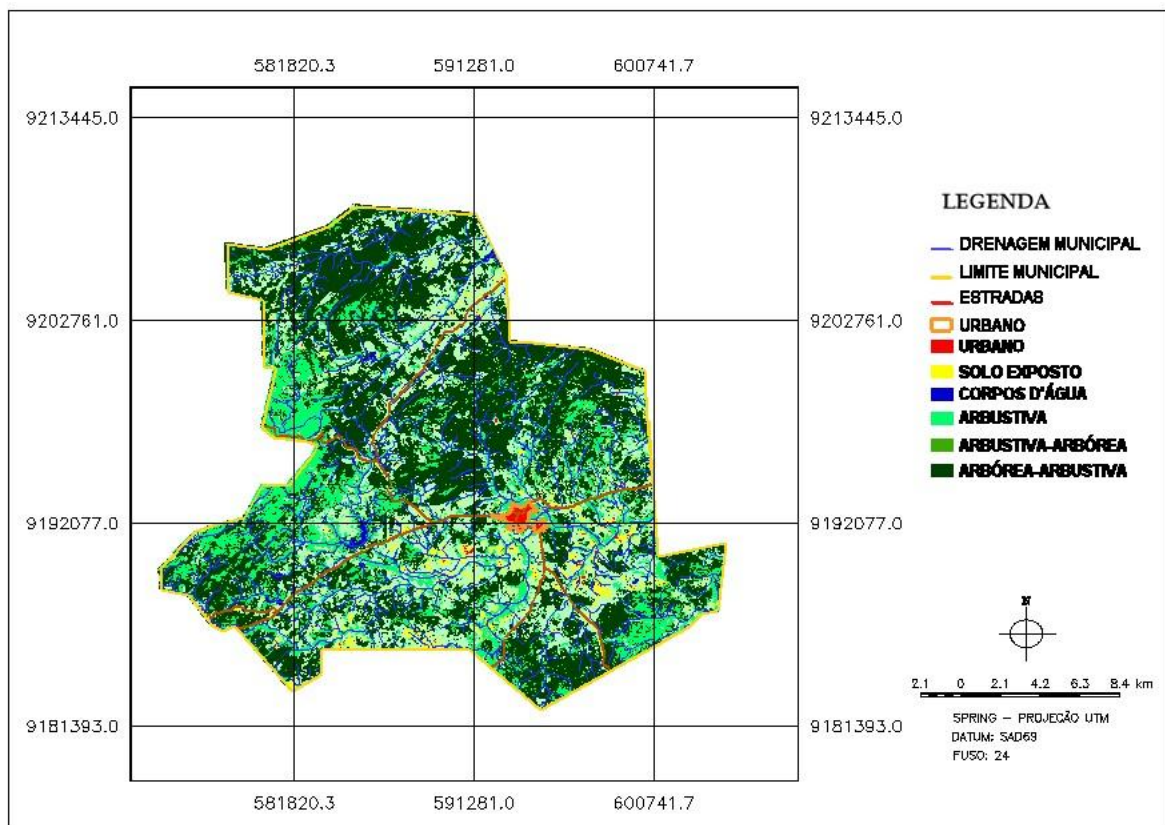 581820.3 591281.0 600741.7
9213445.0 9213445.0
9202761.0 9202761.0
9192077.0 9192077.0
9181393.0 9181393.0
581820.3 591281.0 600741.7
LEGENDA
DRENAGEM MUNICIPAL
LIMITE MUNICIPAL
ESTRADAS
URBANO
URBANO
SOLO EXPOSTO
CORPOS D'ÁGUA
ARBUSTIVA
ARBUSTIVA-ARBÓREA
ARBÓREA-ARBUSTIVA
N
2.1 0 2.1 4.2 6.3 8.4 km
SPRING – PROJEÇÃO UTM
DATUM: SAD69
FUSO: 24